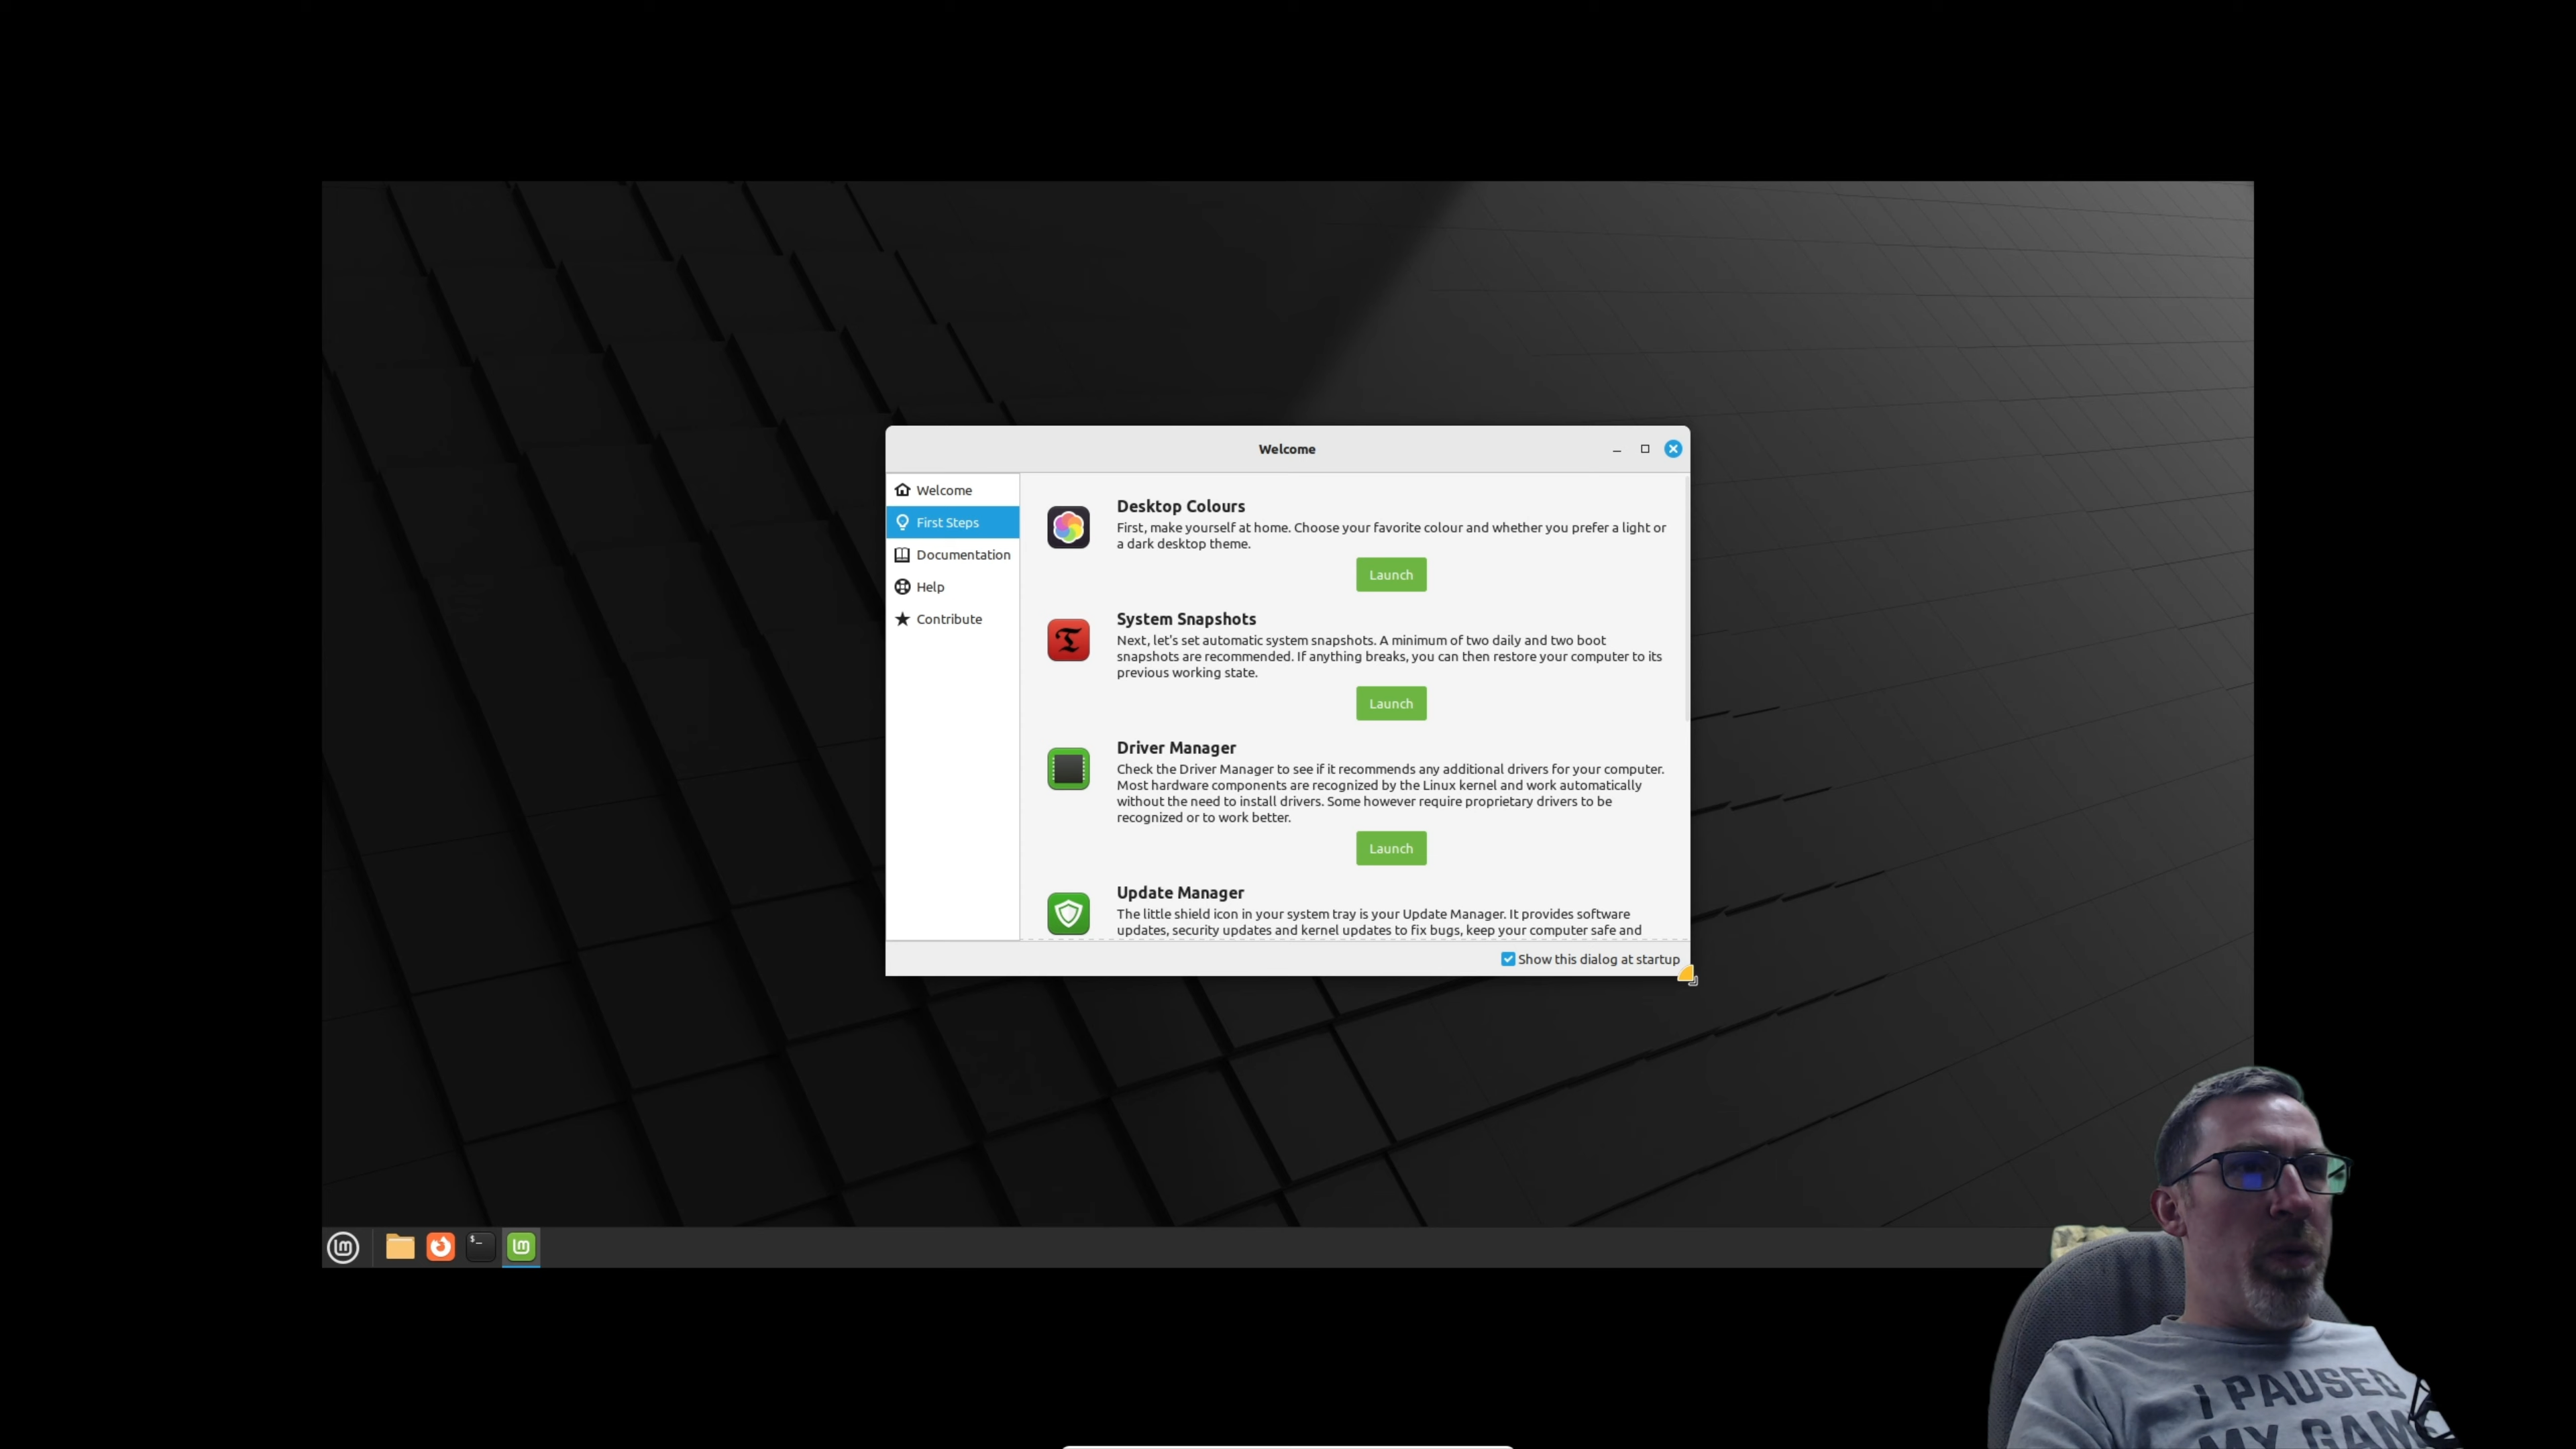 Welcome
Welcome
First Steps
Documentation
Help
Contribute
Desktop Colours
First, make yourself at home. Choose your favorite colour and whether you prefer a light or
a dark desktop theme.
Launch
System Snapshots
Next, let's set automatic system snapshots. A minimum of two daily and two boot
snapshots are recommended. If anything breaks, you can then restore your computer to its
previous working state.
Launch
Driver Manager
Check the Driver Manager to see if it recommends any additional drivers for your computer.
Most hardware components are recognized by the Linux kernel and work automatically
without the need to install drivers. Some however require proprietary drivers to be
recognized or to work better.
Launch
Update Manager
The little shield icon in your system tray is your Update Manager. It provides software
updates, security updates and kernel updates to fix bugs, keep your computer safe and
Show this dialog at startup
$_
I PAUSED
MY GAM